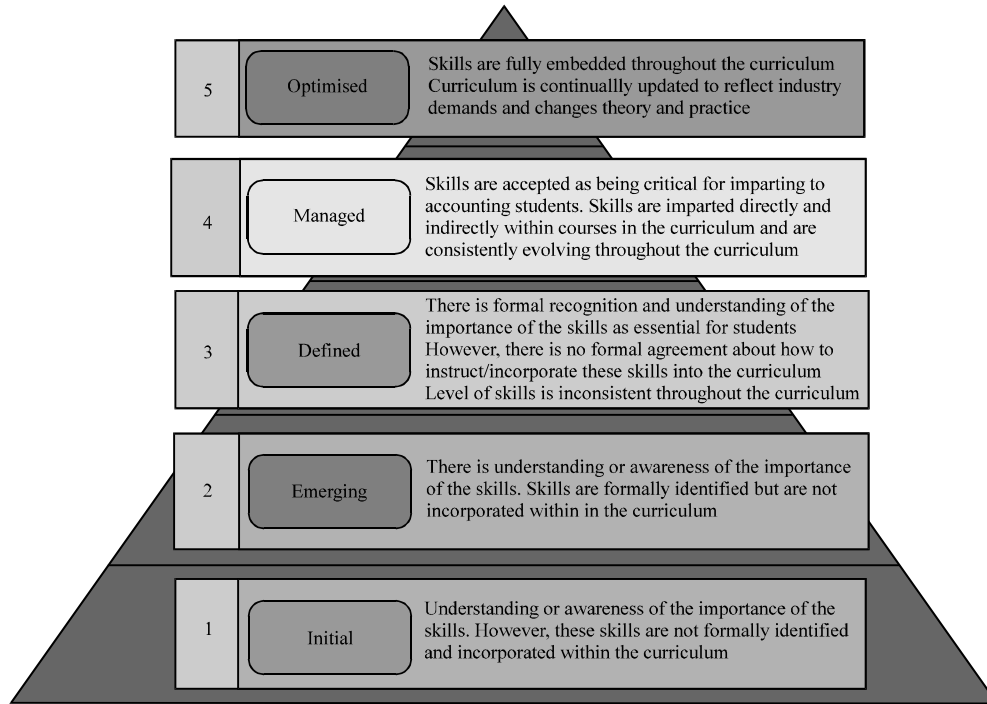 5
Optimised
Skills are fully embedded throughout the curriculum
Curriculum is continuallly updated to reflect industry
demands and changes theory and practice
4
Managed
Skills are accepted as being critical for imparting to
accounting students. Skills are imparted directly and
indirectly within courses in the curriculum and are
consistently evolving throughout the curriculum
3
Defined
There is formal recognition and understanding of the
importance of the skills as essential for students
However, there is no formal agreement about how to
instruct/incorporate these skills into the curriculum
Level of skills is inconsistent throughout the curriculum
2
Emerging
There is understanding or awareness of the importance
of the skills. Skills are formally identified but are not
incorporated within in the curriculum
1
Initial
Understanding or awareness of the importance of the
skills. However, these skills are not formally identified
and incorporated within the curriculum